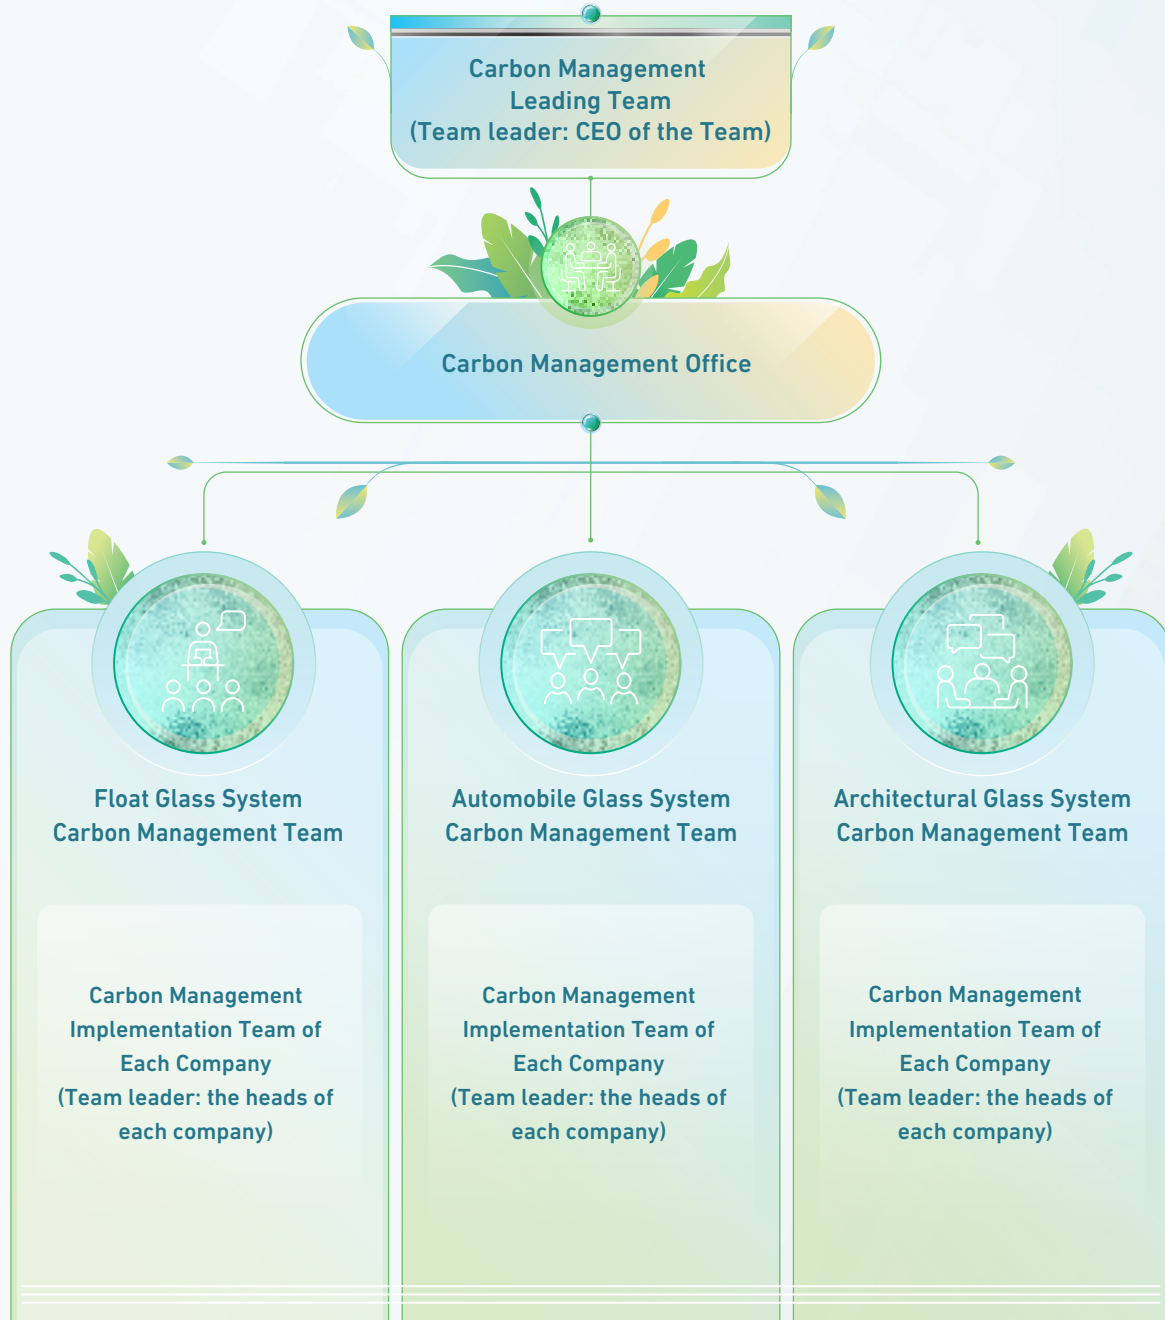 Carbon Management
Leading Team
(Team leader: CEO of the Team)
Carbon Management Office
Float Glass System
Carbon Management Team
Carbon Management
Implementation Team of
Each Company
(Team leader: the heads of
each company)
Automobile Glass System
Carbon Management Team
Carbon Management
Implementation Team of
Each Company
(Team leader: the heads of
each company)
Architectural Glass System
Carbon Management Team
Carbon Management
Implementation Team of
Each Company
(Team leader: the heads of
each company)